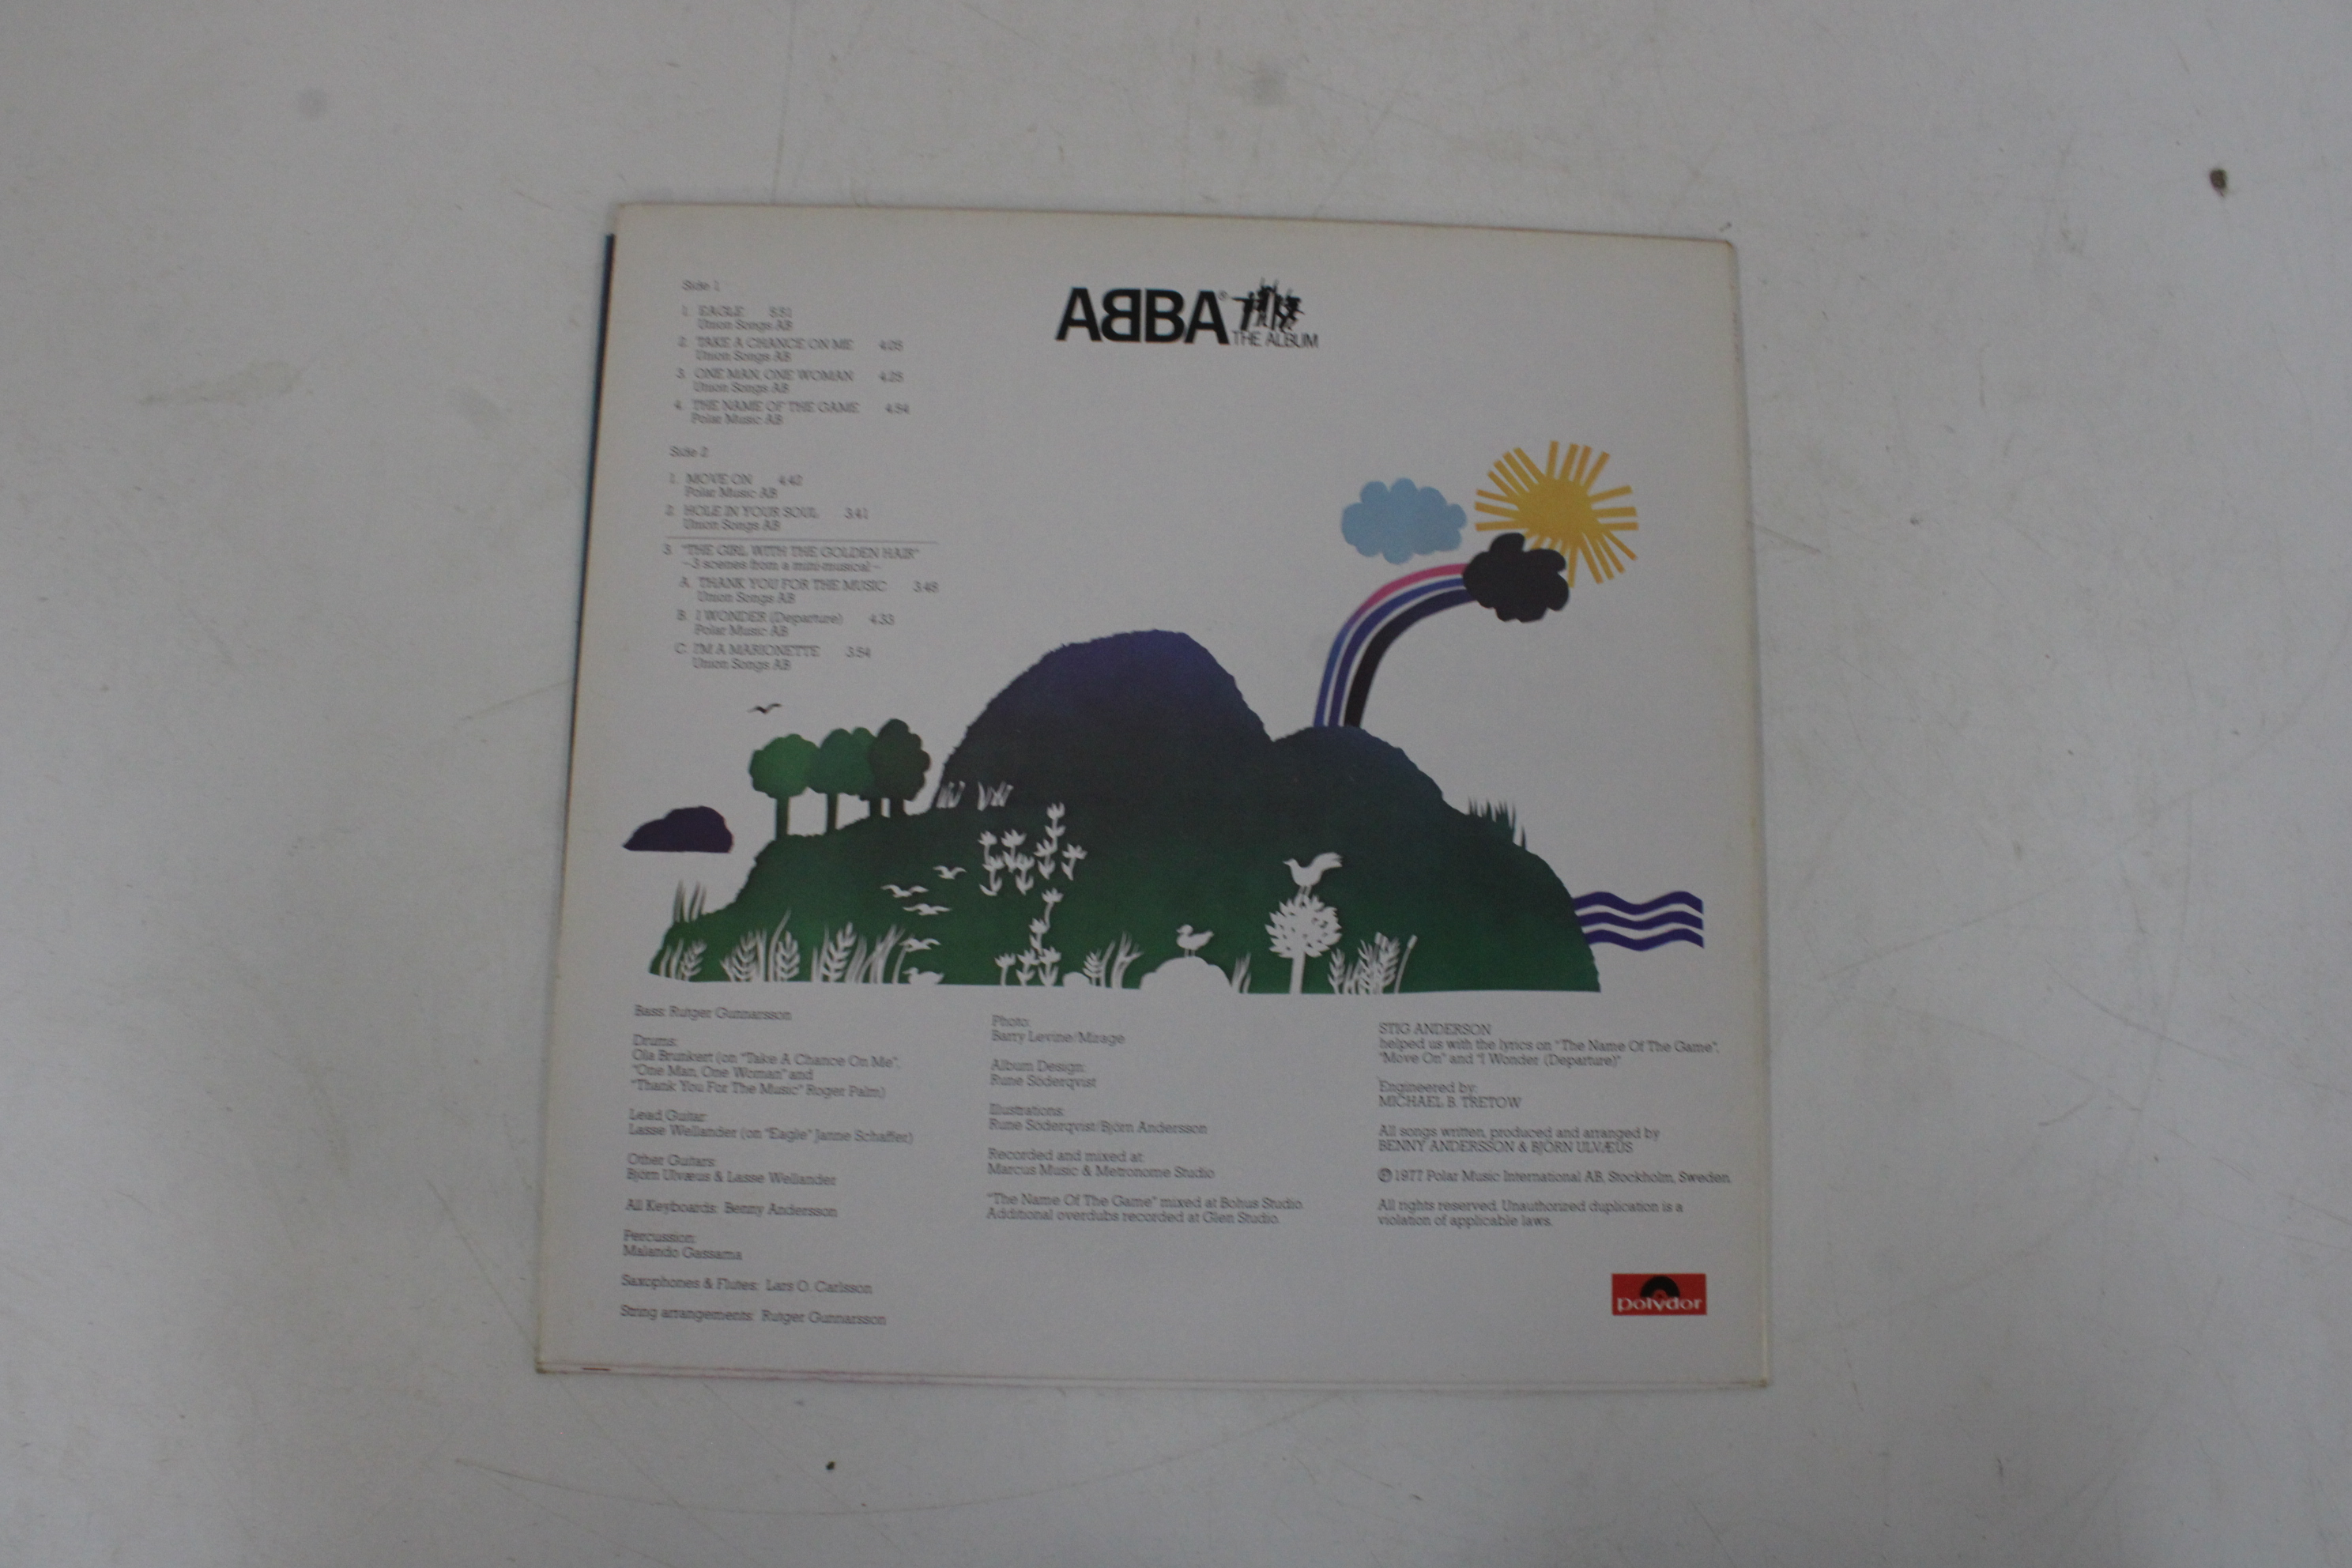 ABBA®
THE ALBUM
Side 1
1. EAGLE 5.51
Union Songs AB
2. TAKE A CHANCE ON ME 4.05
Union Songs AB
3. ONE MAN, ONE WOMAN 4.25
Union Songs AB
4. THE NAME OF THE GAME 4.54
Polar Music AB
Side 2
1. MOVE ON 4.42
Polar Music AB
2. HOLE IN YOUR SOUL 3.41
Union Songs AB
3. "THE GIRL WITH THE GOLDEN HAIR"
-3 scenes from a mini-musical-
A. THANK YOU FOR THE MUSIC 3.48
Union Songs AB
B. I WONDER (Departure) 4.33
Polar Music AB
C. I'M A MARIONETTE 3.54
Union Songs AB
Bass: Rutger Gunnarsson
Drums:
Ola Brunkert (on "Take A Chance On Me",
"One Man, One Woman" and
"Thank You For The Music" Roger Palm)
Lead Guitar:
Lasse Wellander (on "Eagle" Janne Schaffer)
Other Guitars:
Björn Ulvæus & Lasse Wellander
All Keyboards: Benny Andersson
Percussion:
Malando Gassama
Saxophones & Flutes: Lars O. Carlsson
String arrangements: Rutger Gunnarsson
Photo:
Barry Levine/Mirage
Album Design:
Rune Söderqvist
Illustrations:
Rune Söderqvist/Björn Andersson
Recorded and mixed at:
Marcus Music & Metronome Studio
"The Name Of The Game" mixed at Bohus Studio.
Additional overdubs recorded at Glen Studio.
STIG ANDERSON
helped us with the lyrics on "The Name Of The Game",
"Move On" and "I Wonder (Departure)"
Engineered by:
MICHAEL B. TRETOW
All songs written, produced and arranged by
BENNY ANDERSSON & BJÖRN ULVÆUS
℗ 1977 Polar Music International AB, Stockholm, Sweden.
All rights reserved. Unauthorized duplication is a
violation of applicable laws.
polydor